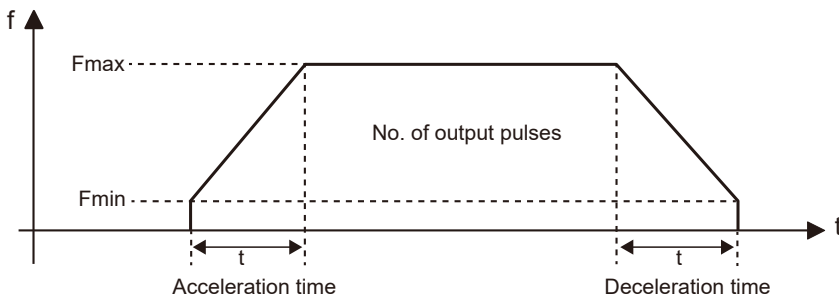 f
Fmax
No. of output pulses
Fmin
t
t
t
Acceleration time
Deceleration time